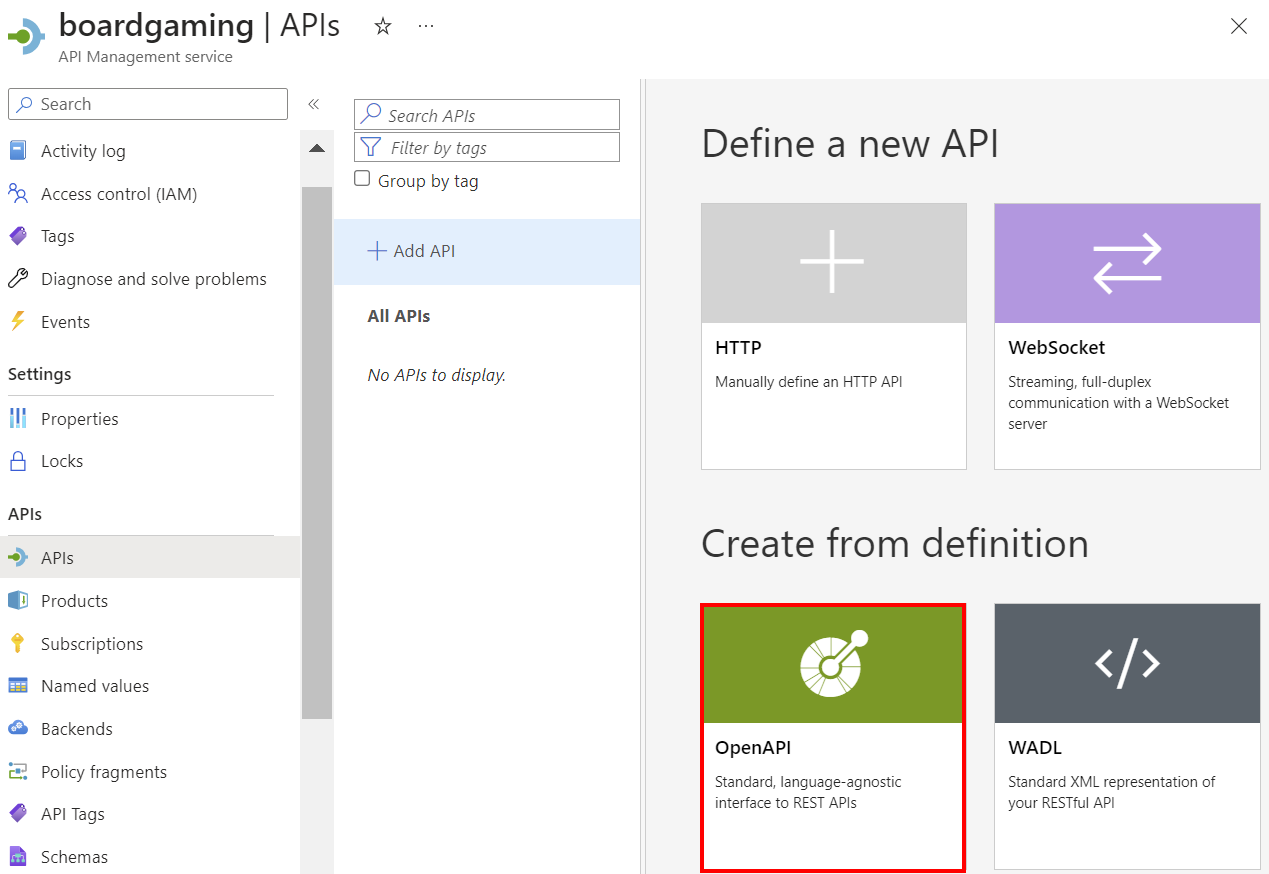 boardgaming | APIs
API Management service
Search
Activity log
Access control (IAM)
Tags
Diagnose and solve problems
Events
Settings
Properties
Locks
APIs
APIs
Products
Subscriptions
Named values
Backends
Policy fragments
API Tags
Schemas
Search APIs
Filter by tags
Group by tag
Add API
All APIs
No APIs to display.
Define a new API
HTTP
Manually define an HTTP API
WebSocket
Streaming, full-duplex
communication with a WebSocket
server
Create from definition
OpenAPI
Standard, language-agnostic
interface to REST APIs
WADL
Standard XML representation of
your RESTful API